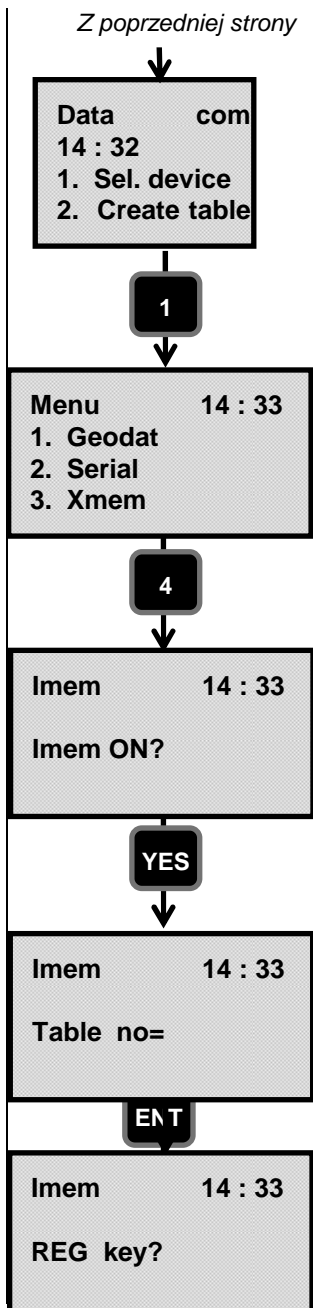 Z poprzedniej strony
Data com
14 : 32
1. Sel. device
2. Create table
1
Menu 14 : 33
1. Geodat
2. Serial
3. Xmem
4
Imem 14 : 33
Imem ON?
YES
Imem 14 : 33
Table no=
ENT
Imem 14 : 33
REG key?